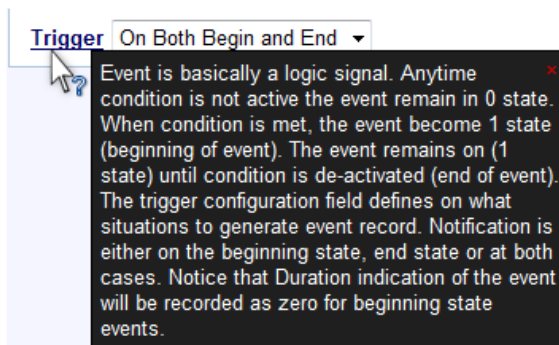 Trigger On Both Begin and End
Event is basically a logic signal. Anytime
condition is not active the event remain in 0 state.
When condition is met, the event become 1 state
(beginning of event). The event remains on (1
state) until condition is de-activated (end of event).
The trigger configuration field defines on what
situations to generate event record. Notification is
either on the beginning state, end state or at both
cases. Notice that Duration indication of the event
will be recorded as zero for beginning state
events.